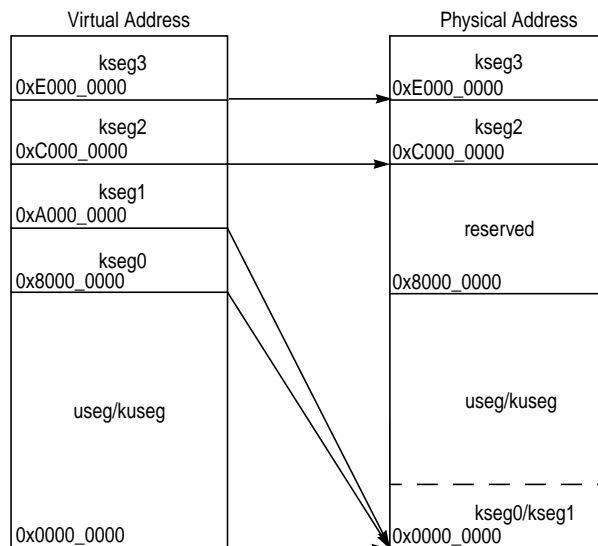 Virtual Address
kseg3
0xE000_0000
kseg2
0xC000_0000
kseg1
0xA000_0000
kseg0
0x8000_0000
useg/kuseg
0x0000_0000
Physical Address
kseg3
0xE000_0000
kseg2
0xC000_0000
reserved
0x8000_0000
useg/kuseg
kseg0/kseg1
0x0000_0000